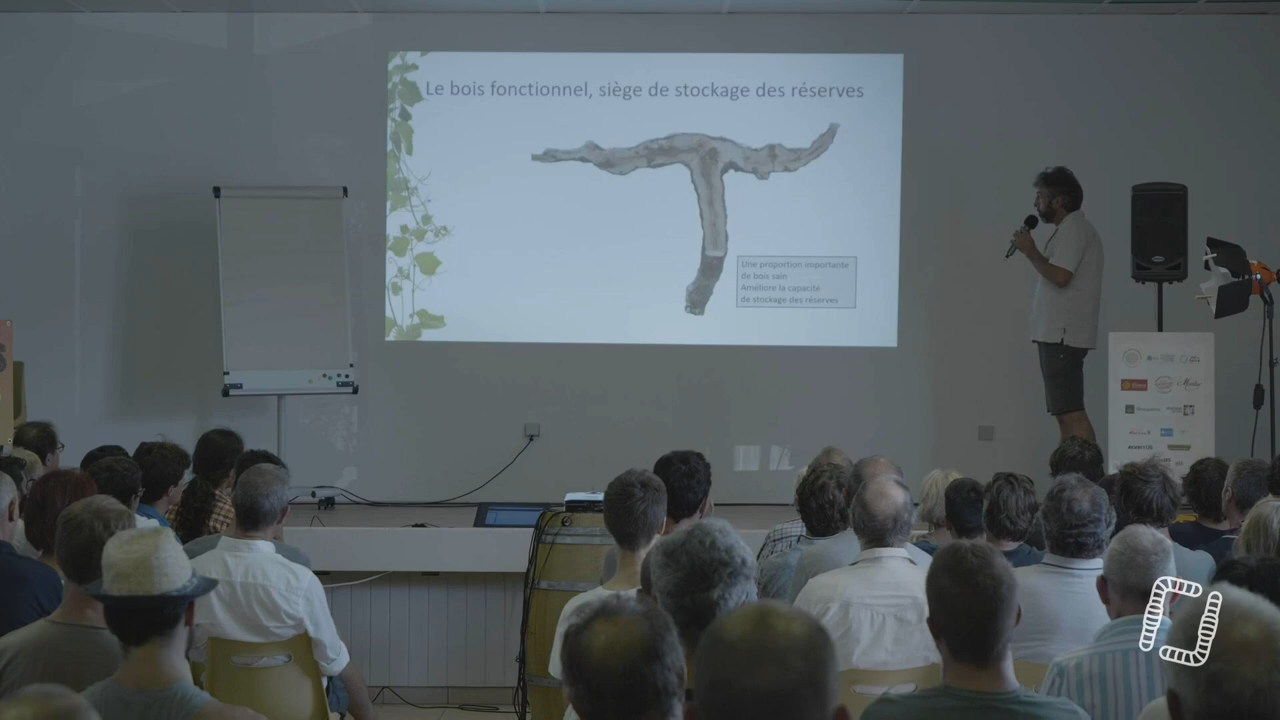 Le bois fonctionnel, siège de stockage des réserves
Une proportion importante
de bois sain
Améliore la capacite
de stockage des réserves